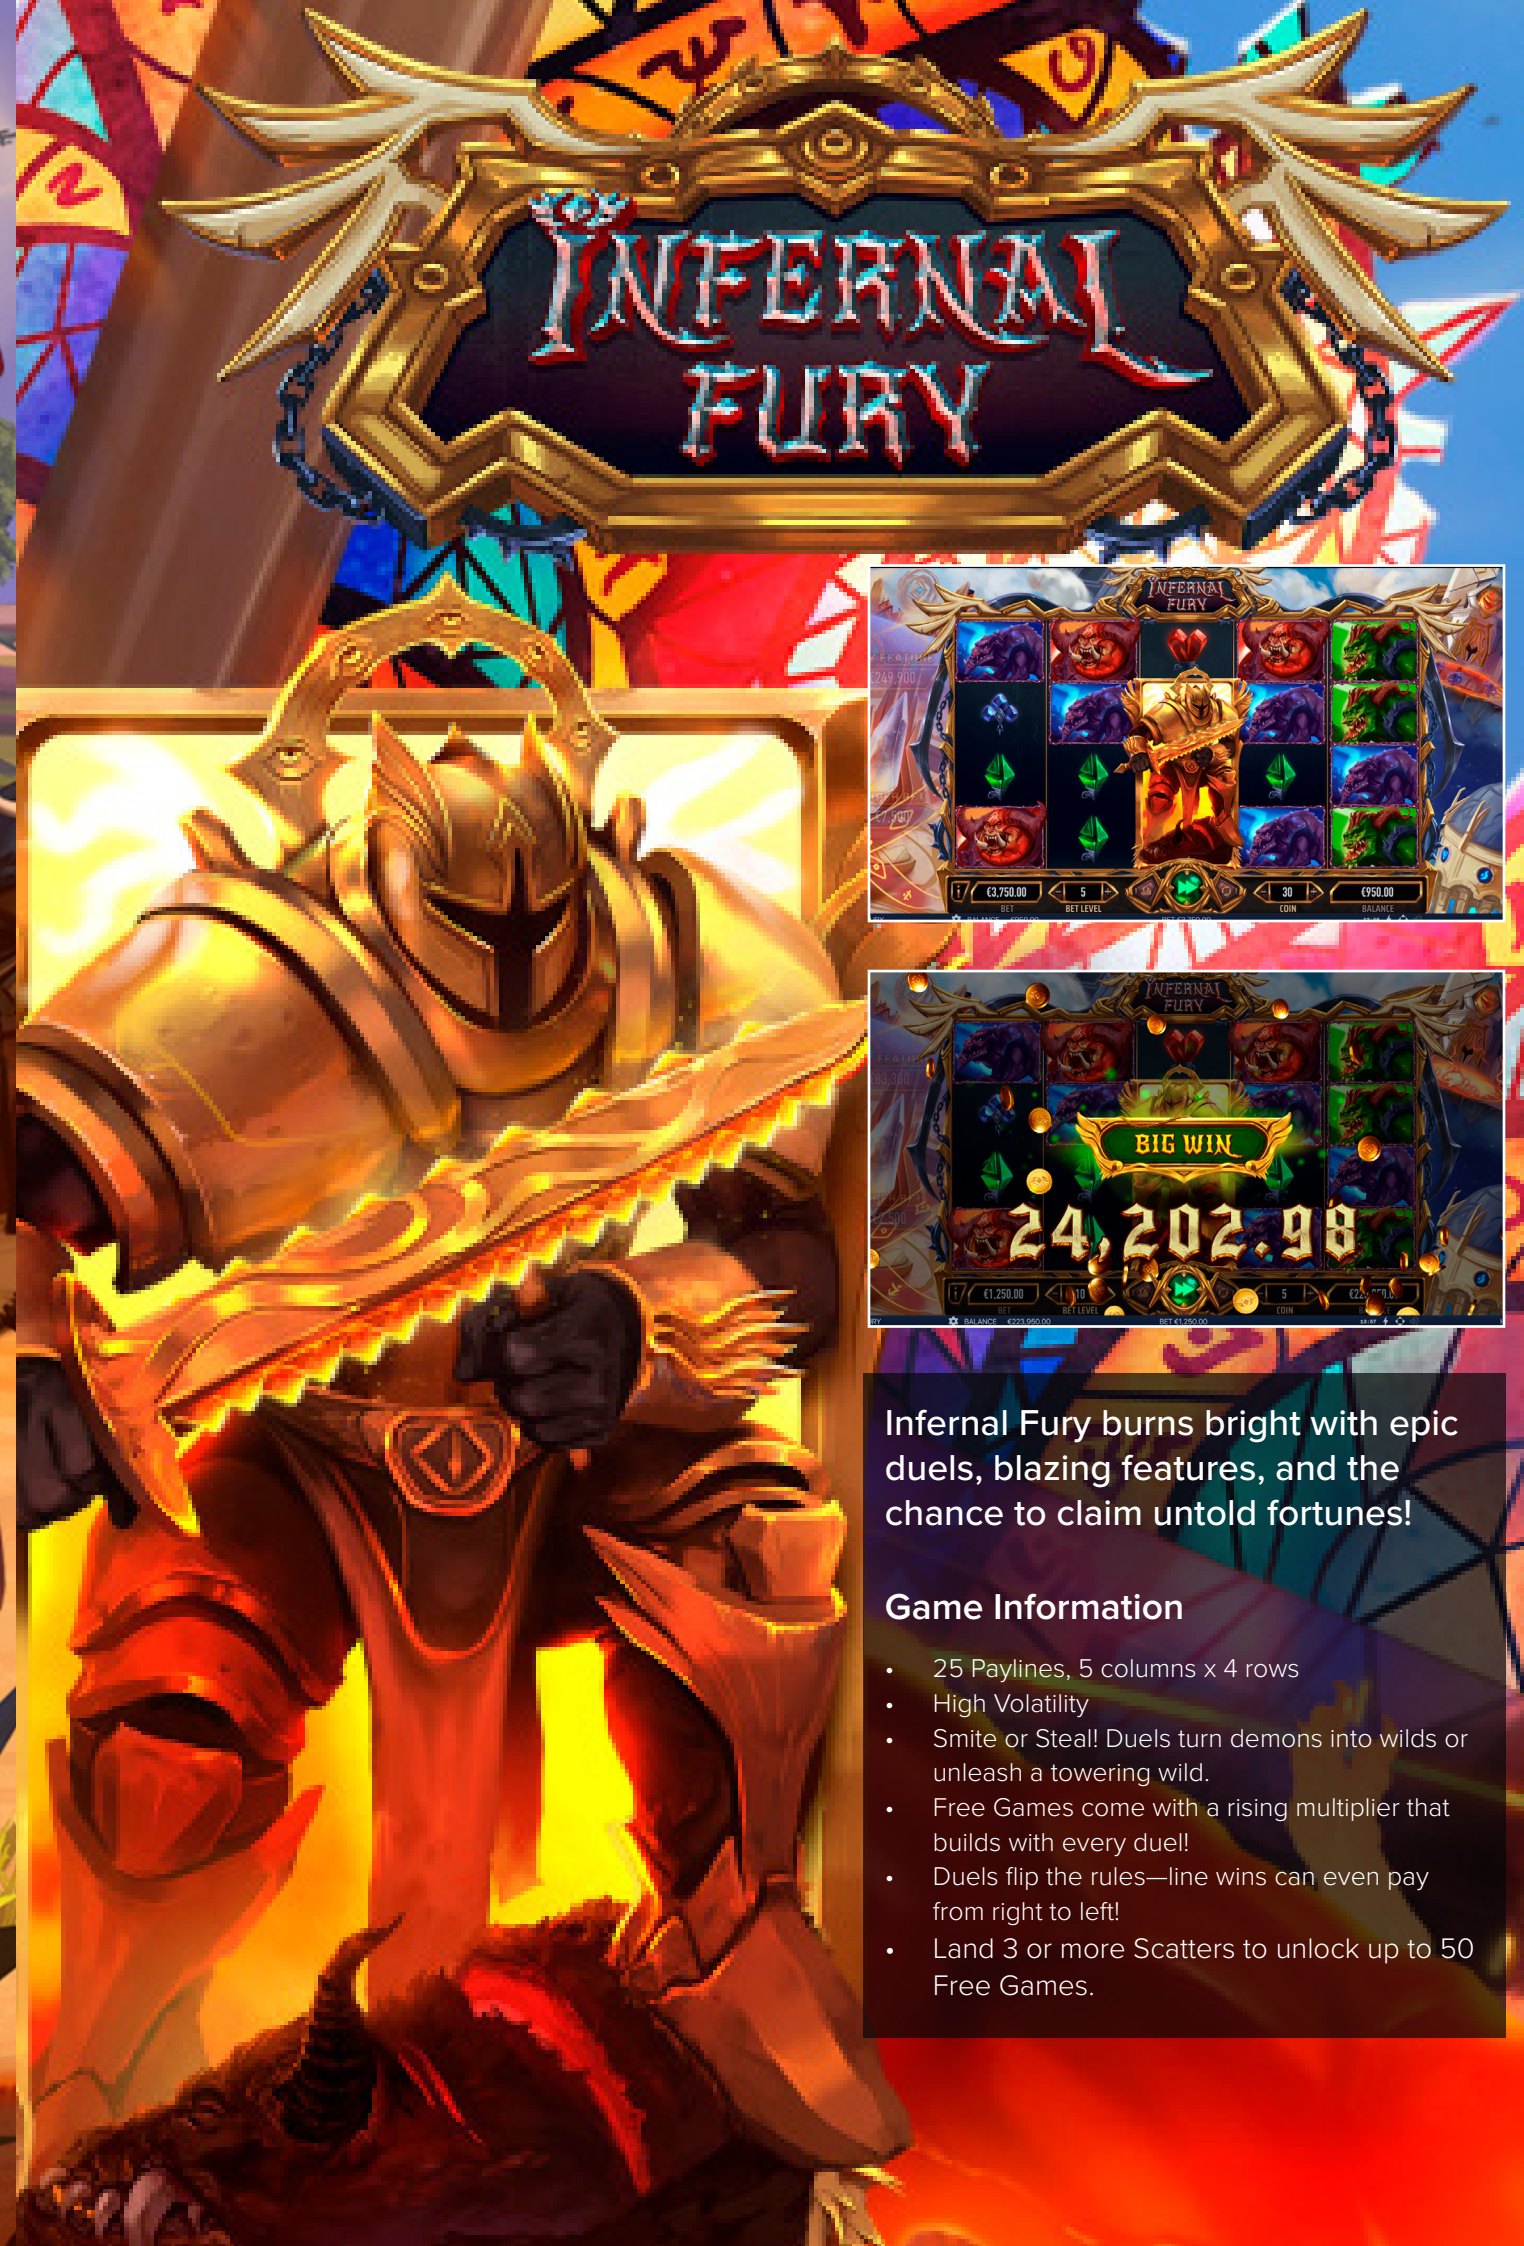 INFERNAL
FURY
INFERNAL
FURY
€3,750.00
5
30
€950.00
BET
BET LEVEL
COIN
BALANCE
INFERNAL
FURY
BIG WIN
24,202.98
€1,250.00
10
5
BET
BET LEVEL
COIN
BALANCE €223,950.00
BET €1,250.00
Infernal Fury burns bright with epic
duels, blazing features, and the
chance to claim untold fortunes!
Game Information
• 25 Paylines, 5 columns x 4 rows
• High Volatility
• Smite or Steal! Duels turn demons into wilds or
unleash a towering wild.
• Free Games come with a rising multiplier that
builds with every duel!
• Duels flip the rules—line wins can even pay
from right to left!
• Land 3 or more Scatters to unlock up to 50
Free Games.